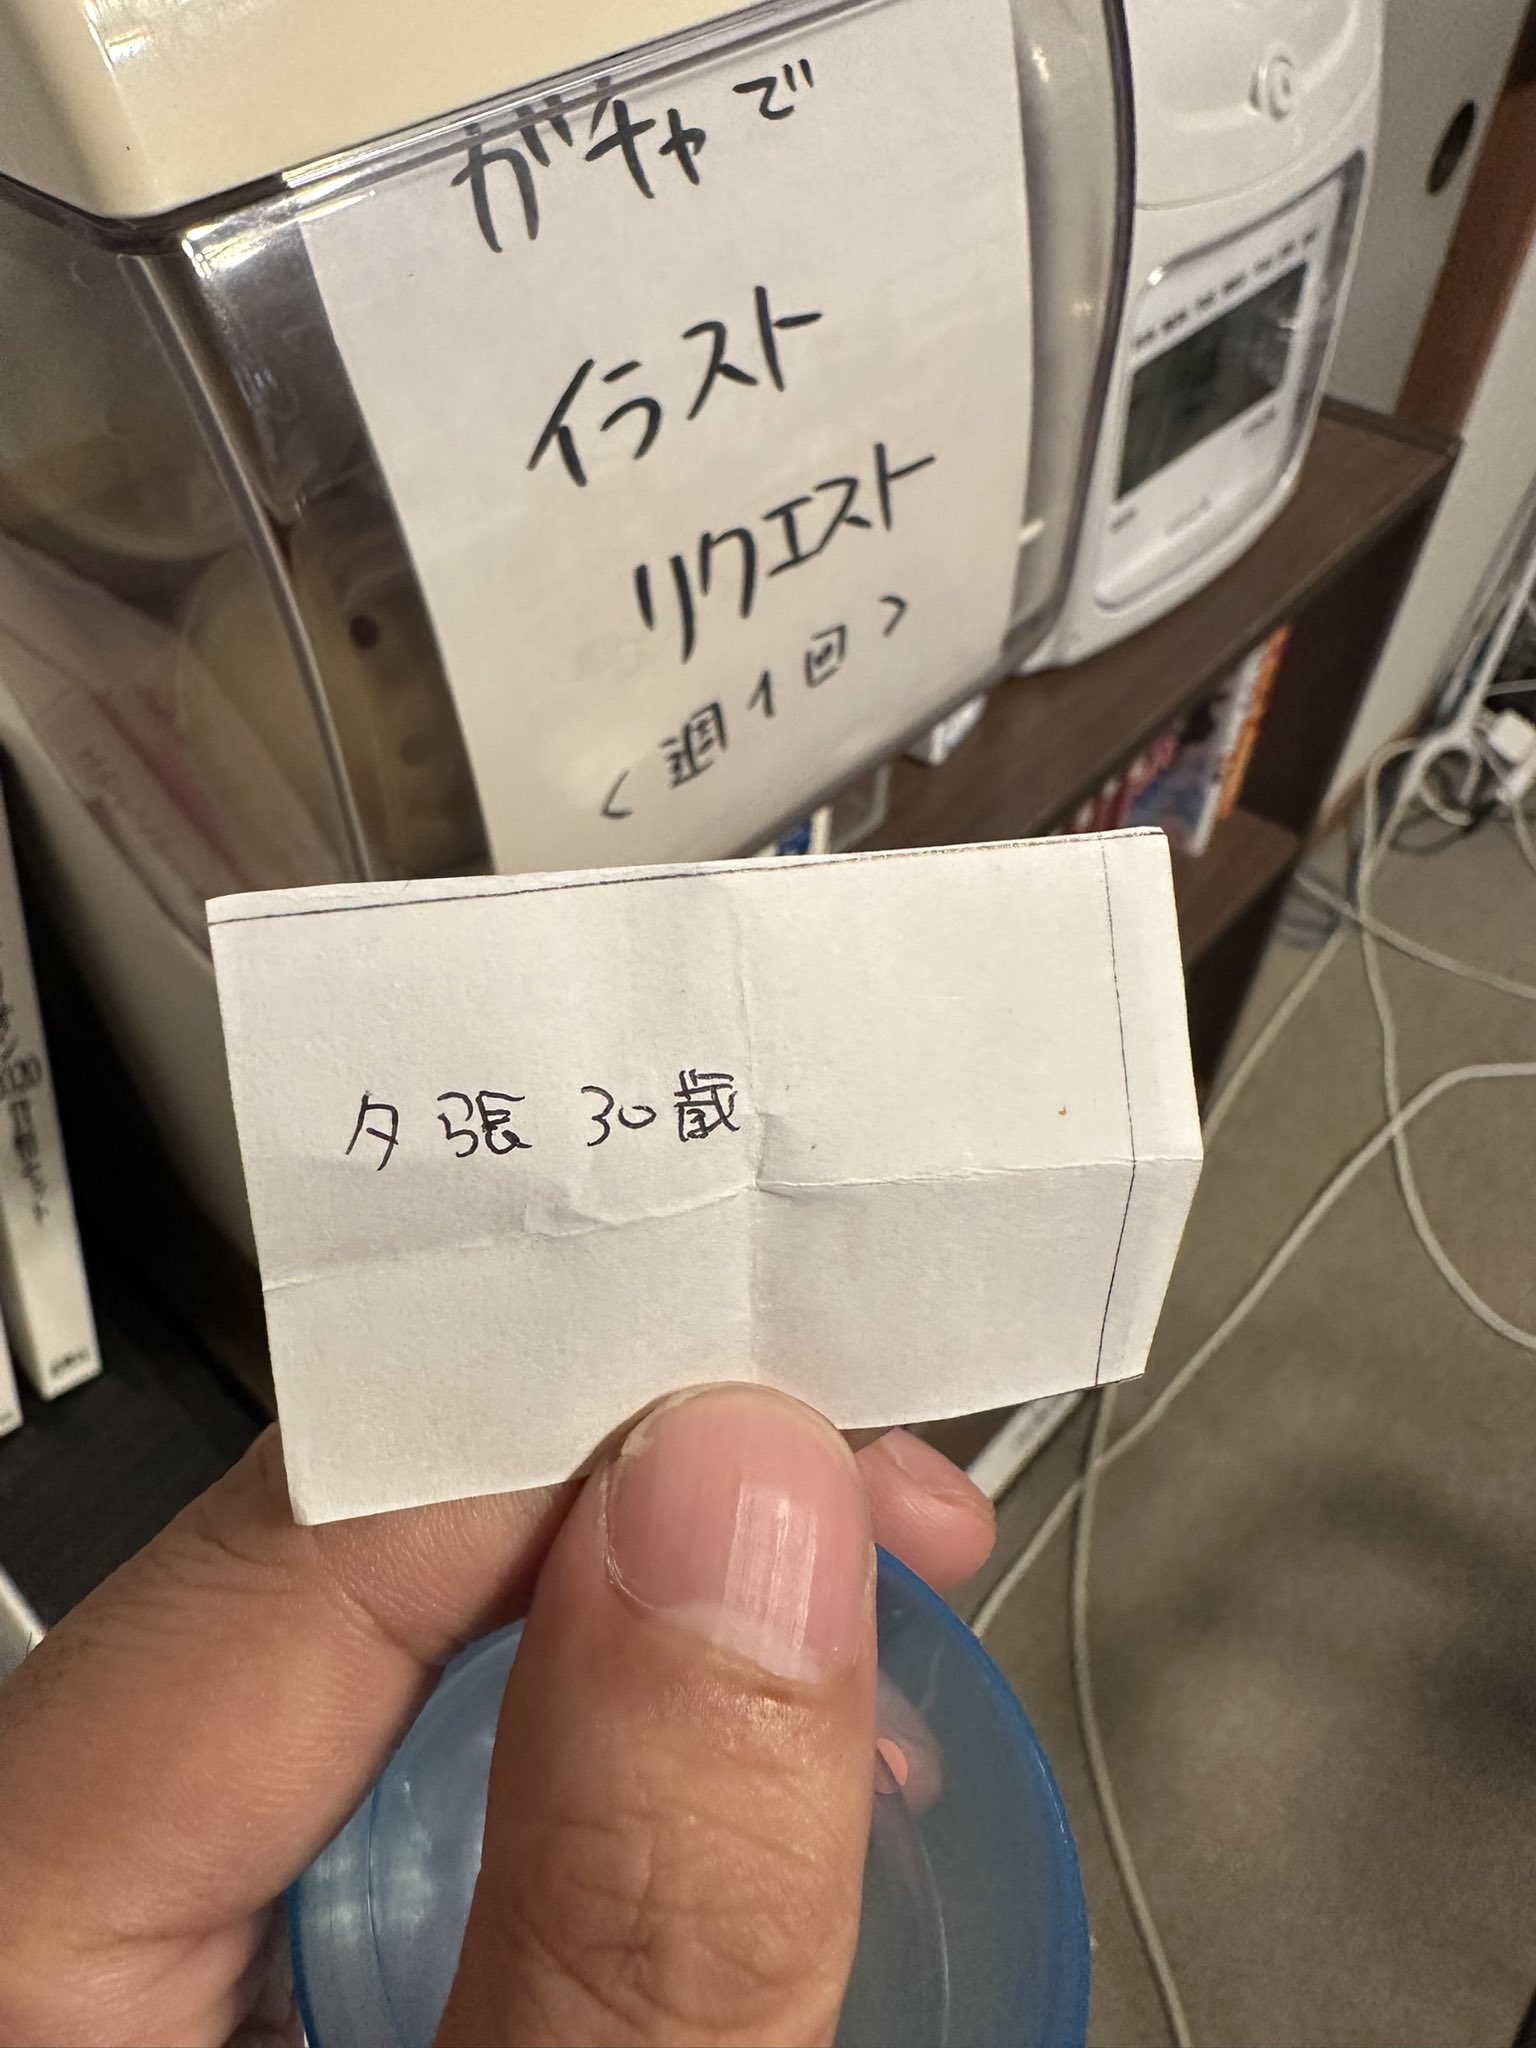 ガチャで
イラスト
リクエスト
(週1回)
夕張 30歳